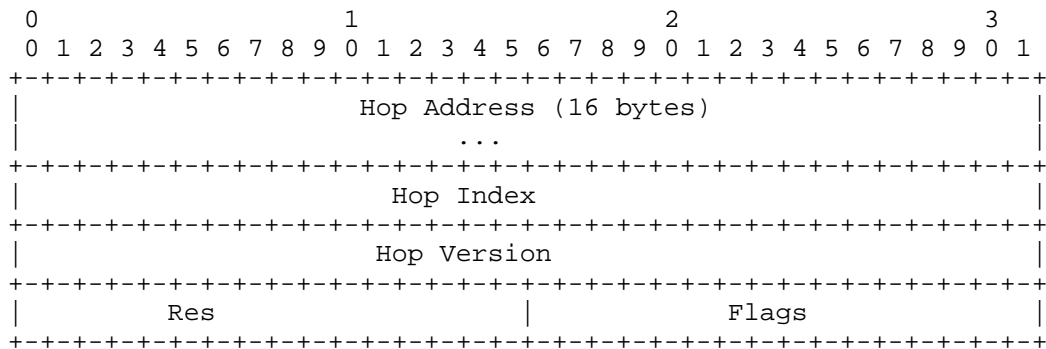 0                   1                   2                   3
0 1 2 3 4 5 6 7 8 9 0 1 2 3 4 5 6 7 8 9 0 1 2 3 4 5 6 7 8 9 0 1
+-+-+-+-+-+-+-+-+-+-+-+-+-+-+-+-+-+-+-+-+-+-+-+-+-+-+-+-+-+-+-+-+
|                     Hop Address (16 bytes)                    |
|                           ...                                 |
+-+-+-+-+-+-+-+-+-+-+-+-+-+-+-+-+-+-+-+-+-+-+-+-+-+-+-+-+-+-+-+-+
|                       Hop Index                               |
+-+-+-+-+-+-+-+-+-+-+-+-+-+-+-+-+-+-+-+-+-+-+-+-+-+-+-+-+-+-+-+-+
|                      Hop Version                              |
+-+-+-+-+-+-+-+-+-+-+-+-+-+-+-+-+-+-+-+-+-+-+-+-+-+-+-+-+-+-+-+-+
|         Res                   |            Flags              |
+-+-+-+-+-+-+-+-+-+-+-+-+-+-+-+-+-+-+-+-+-+-+-+-+-+-+-+-+-+-+-+-+